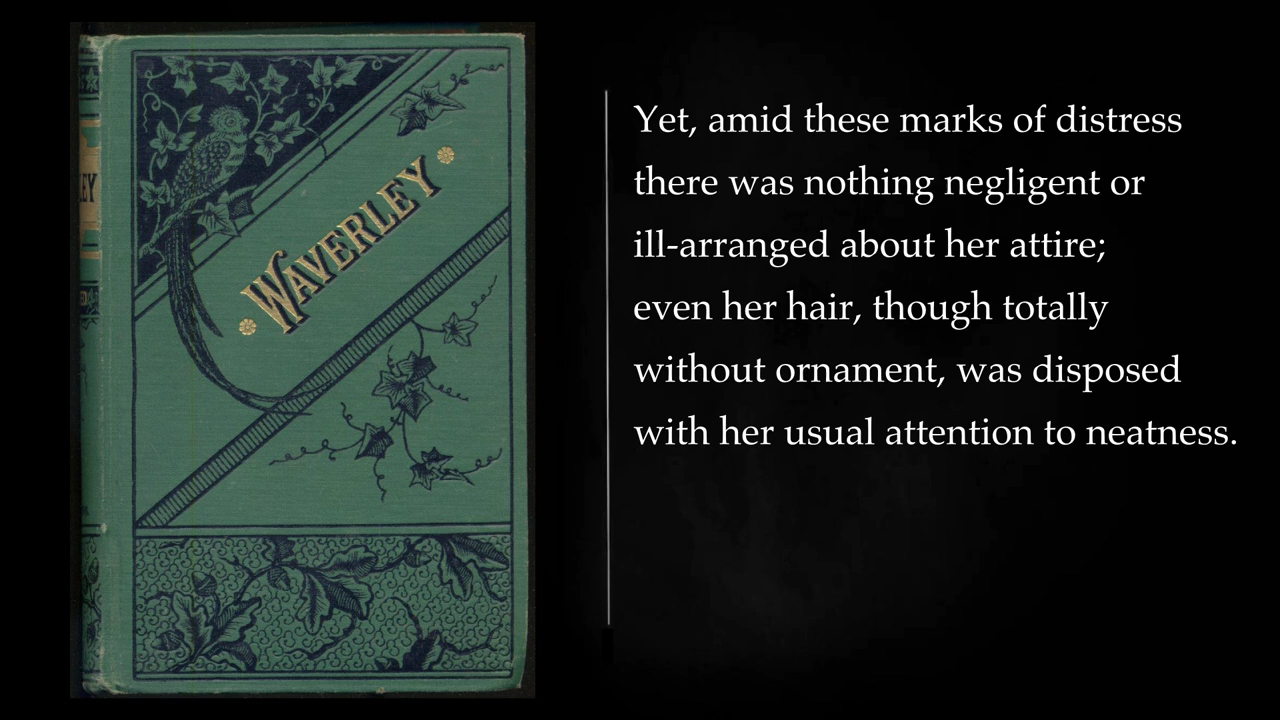 WAVERLEY
Yet, amid these marks of distress
there was nothing negligent or
ill-arranged about her attire;
even her hair, though totally
without ornament, was disposed
with her usual attention to neatness.